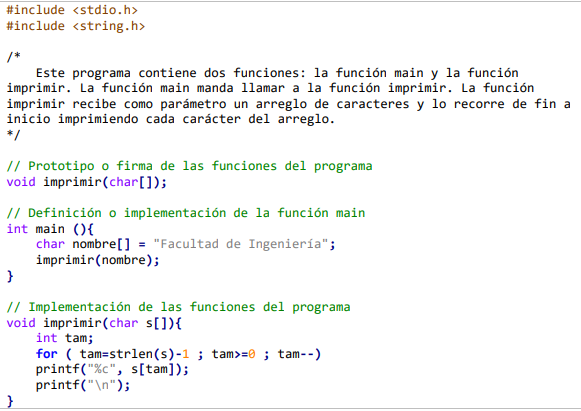 #include <stdio.h>
#include <string.h>
/*
Este programa contiene dos funciones: la función main y la función
imprimir. La función main manda llamar a la función imprimir. La función
imprimir recibe como parámetro un arreglo de caracteres y lo recorre de fin a
inicio imprimiendo cada carácter del arreglo.
*/
// Prototipo o firma de las funciones del programa
void imprimir(char[]);
// Definición o implementación de la función main
int main (){
char nombre[] = "Facultad de Ingeniería";
imprimir(nombre);
}
// Implementación de las funciones del programa
void imprimir(char s[]){
int tam;
for ( tam=strlen(s)-1 ; tam>=0 ; tam--)
printf("%c", s[tam]);
printf("\n");
}